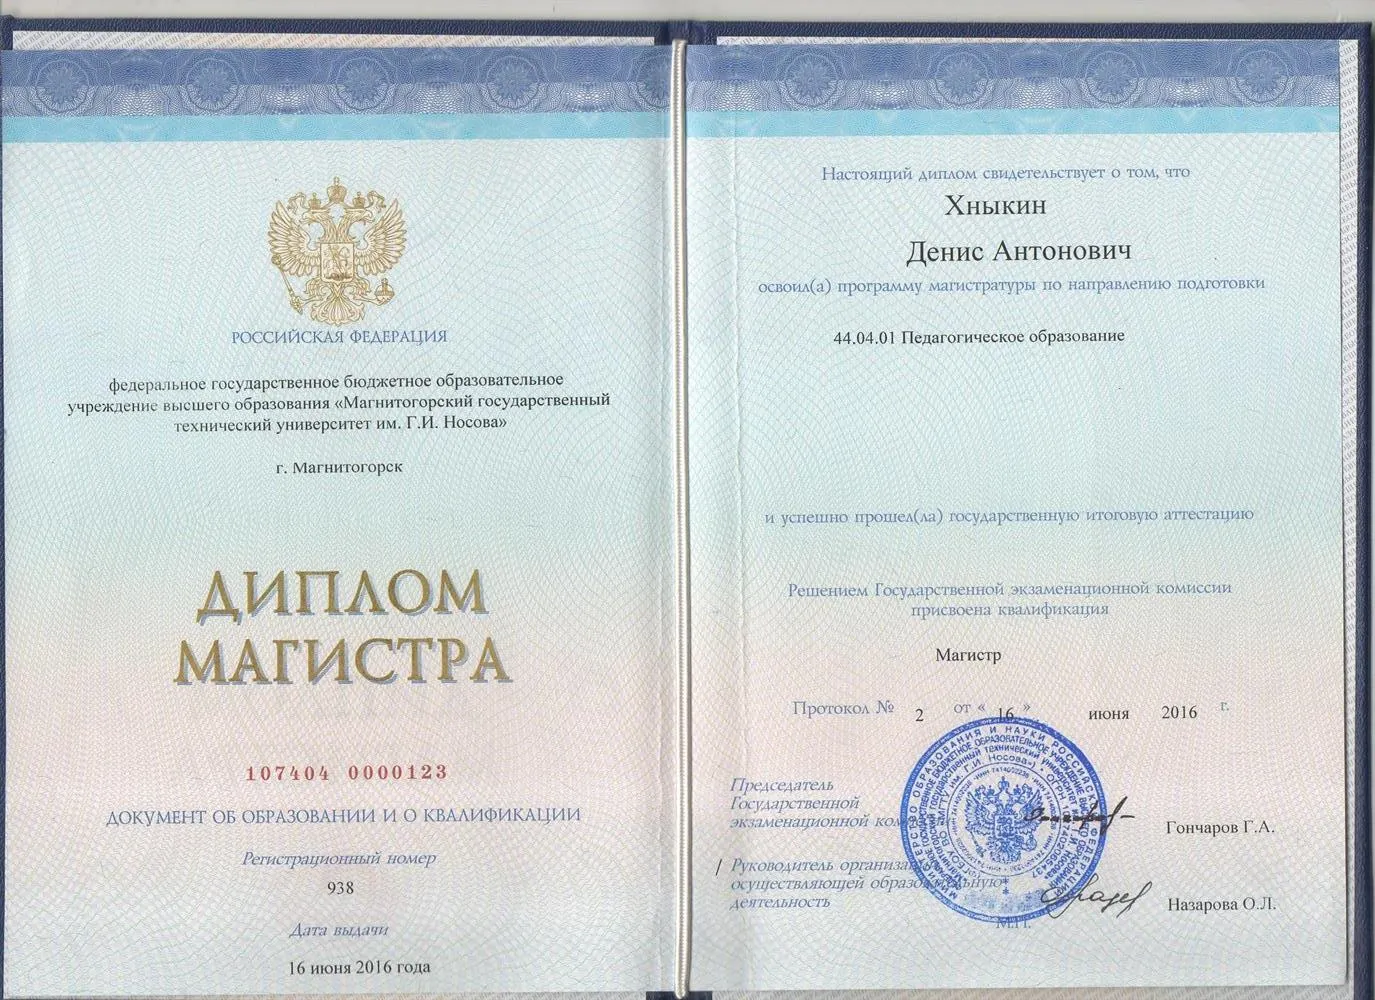 РОССИЙСКАЯ ФЕДЕРАЦИЯ
федеральное государственное бюджетное образовательное
учреждение высшего образования «Магнитогорский государственный
технический университет им. Г.И. Носова»
г. Магнитогорск
ДИПЛОМ
МАГИСТРА
107404 0000123
ДОКУМЕНТ ОБ ОБРАЗОВАНИИ И О КВАЛИФИКАЦИИ
Регистрационный номер
938
Дата выдачи
16 июня 2016 года
Настоящий диплом свидетельствует о том, что
Хныкин
Денис Антонович
освоил(а) программу магистратуры по направлению подготовки
44.04.01 Педагогическое образование
и успешно прошел(ла) государственную итоговую аттестацию
Решением Государственной экзаменационной комиссии
присвоена квалификация
Магистр
Протокол № 2 от « 16 » июня 2016 г.
Председатель
Государственной
экзаменационной
Гончаров Г.А.
/ Руководитель
осуществляющей
деятельность
Назарова О.Л.
М.П.